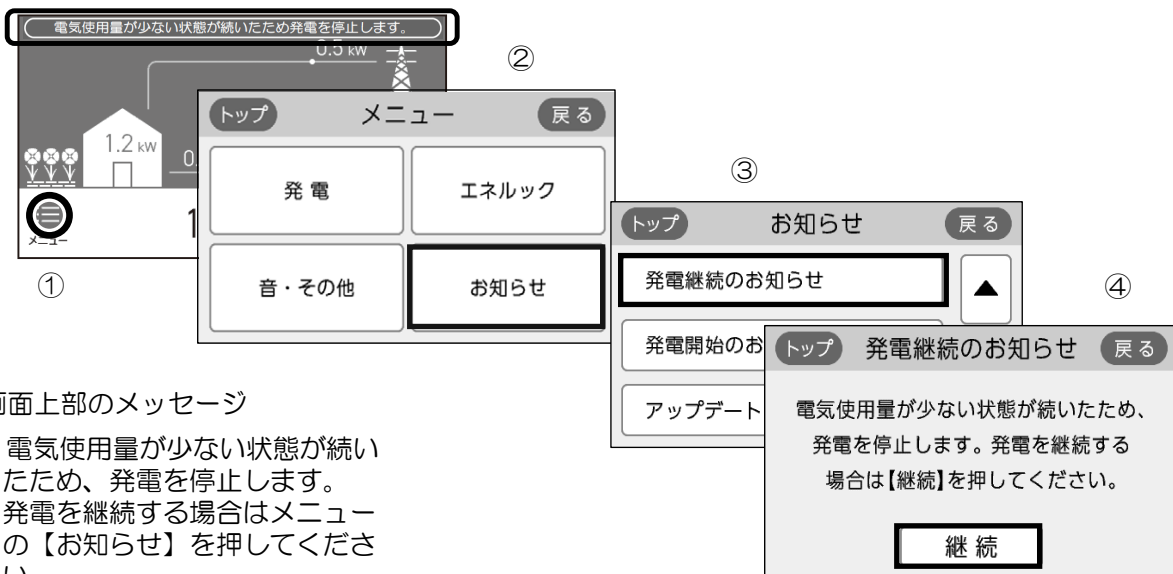 電気使用量が少ない状態が続いたため発電を停止します。
0.5 kW
1.2 kW
0.
メニュー
1
①
②
トップ
メニュー
戻る
発電
エネルック
音・その他
お知らせ
③
トップ
お知らせ
戻る
発電継続のお知らせ
▲
発電開始のお
アップデート
④
トップ
発電継続のお知らせ
戻る
電気使用量が少ない状態が続いたため、
発電を停止します。発電を継続する
場合は【継続】を押してください。
継続
画面上部のメッセージ
電気使用量が少ない状態が続い
たため、発電を停止します。
発電を継続する場合はメニュー
の【お知らせ】を押してくださ
い